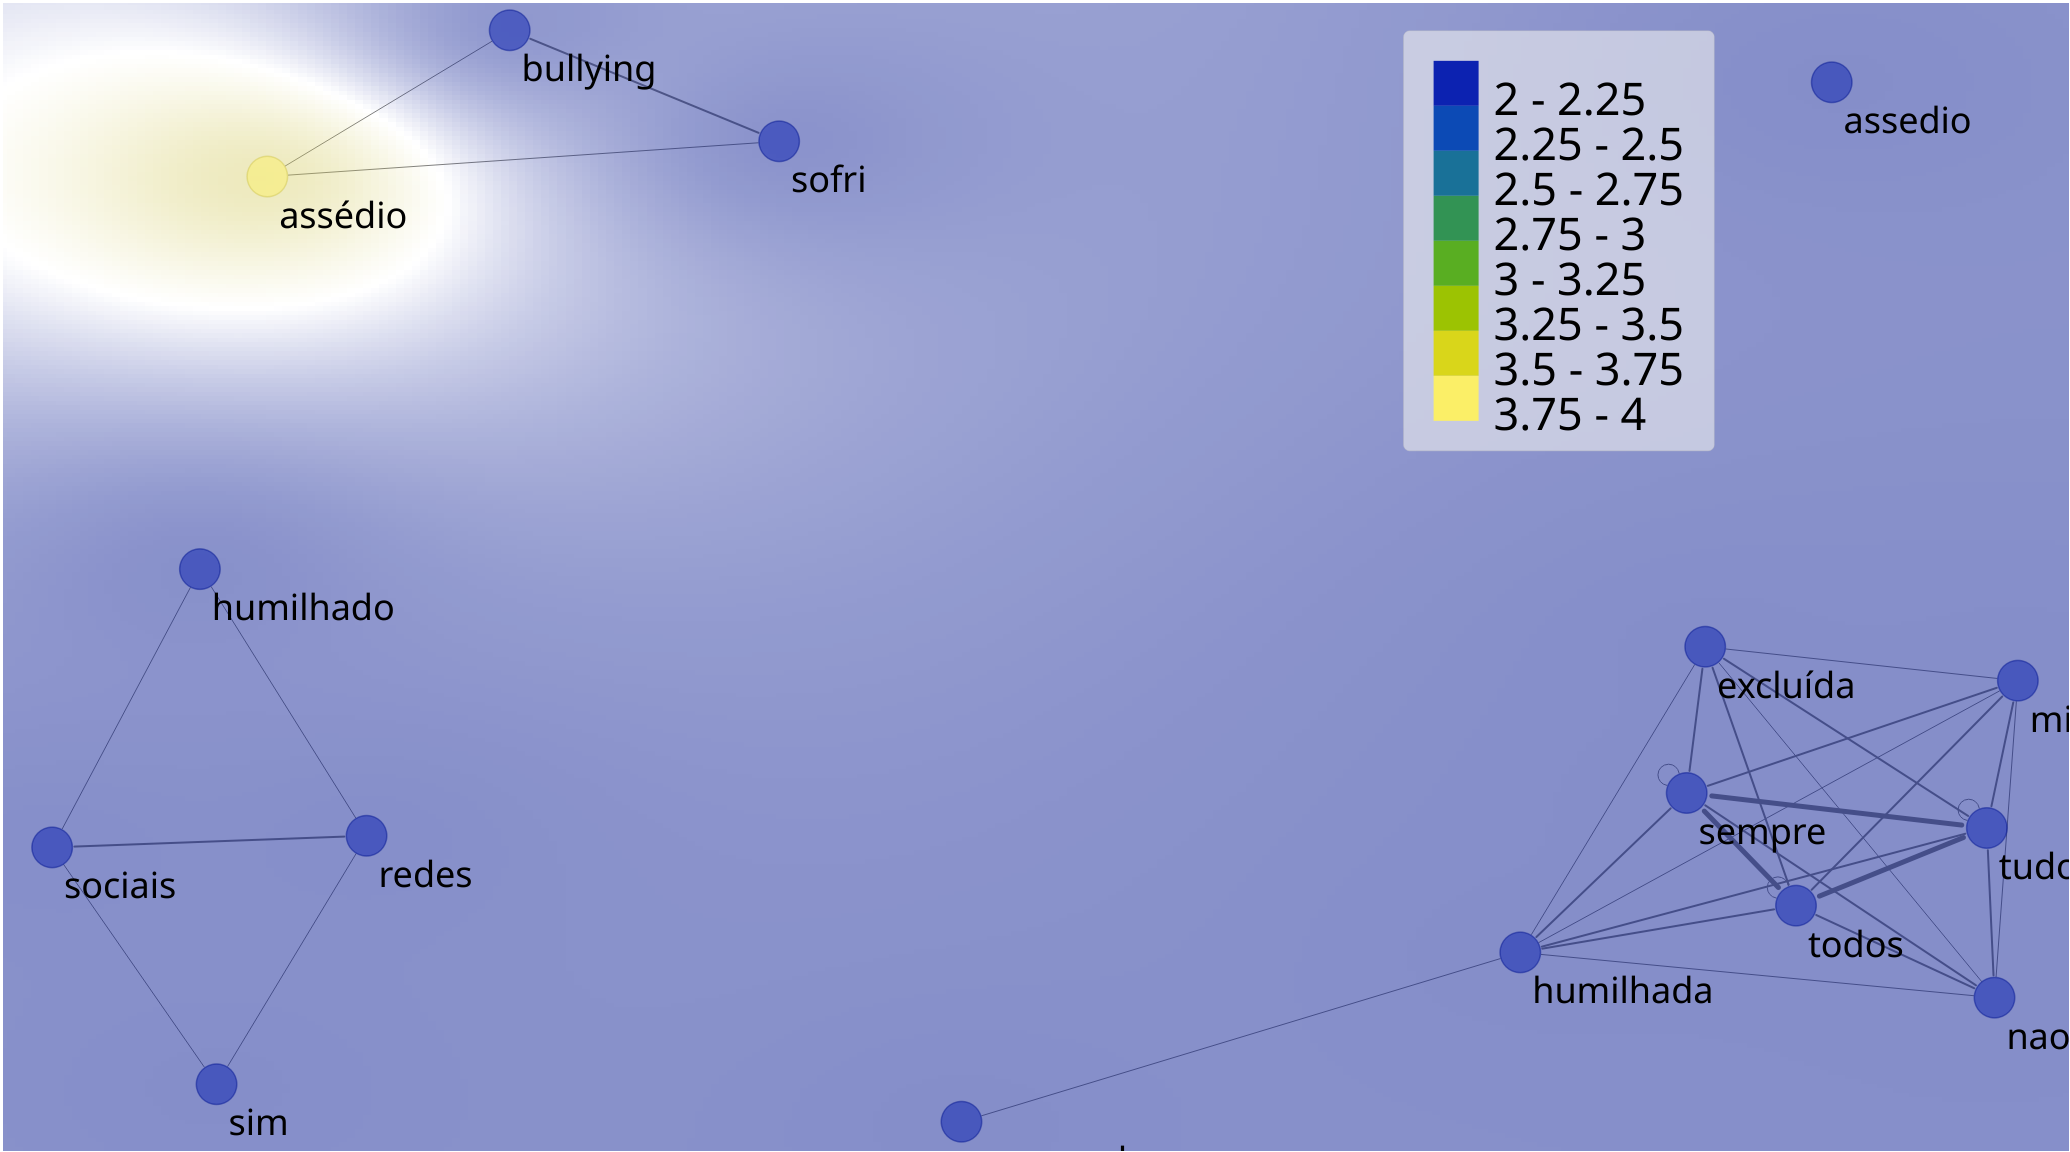 bullying
sofri
assédio
2 - 2.25
2.25 - 2.5
2.5 - 2.75
2.75 - 3
3 - 3.25
3.25 - 3.5
3.5 - 3.75
3.75 - 4
assedio
humilhado
sociais
redes
sim
excluída
mi
sempre
tudo
todos
humilhada
nao